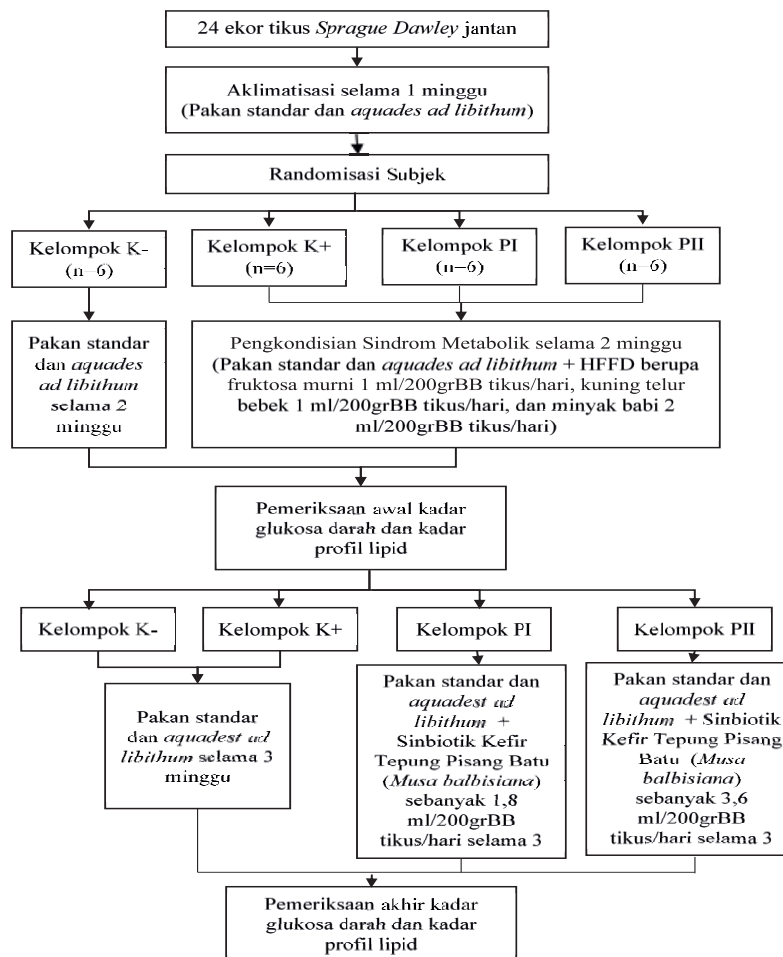 24 ekor tikus Sprague Dawley jantan
Aklimatisasi selama 1 minggu
(Pakan standar dan aquades ad libithum)
Randomisasi Subjek
Kelompok K-
(n=6)
Kelompok K+
(n=6)
Kelompok PI
(n=6)
Kelompok PII
(n=6)
Pakan standar
dan aquades
ad libithum
selama 2
minggu
Pengkondisian Sindrom Metabolik selama 2 minggu
(Pakan standar dan aquades ad libithum + HFFD berupa
fruktosa murni 1 ml/200grBB tikus/hari, kuning telur
bebek 1 ml/200grBB tikus/hari, dan minyak babi 2
ml/200grBB tikus/hari)
Pemeriksaan awal kadar
glukosa darah dan kadar
profil lipid
Kelompok K-
Kelompok K+
Kelompok PI
Kelompok PII
Pakan standar
dan aquadest ad
libithum selama 3
minggu
Pakan standar dan
aquadest ad
libithum +
Sinbiotik Kefir
Tepung Pisang Batu
(Musa balbisiana)
sebanyak 1,8
ml/200grBB
tikus/hari selama 3
Pakan standar dan
aquadest ad
libithum + Sinbiotik
Kefir Tepung Pisang
Batu (Musa
balbisiana)
sebanyak 3,6
ml/200grBB
tikus/hari selama 3
Pemeriksaan akhir kadar
glukosa darah dan kadar
profil lipid